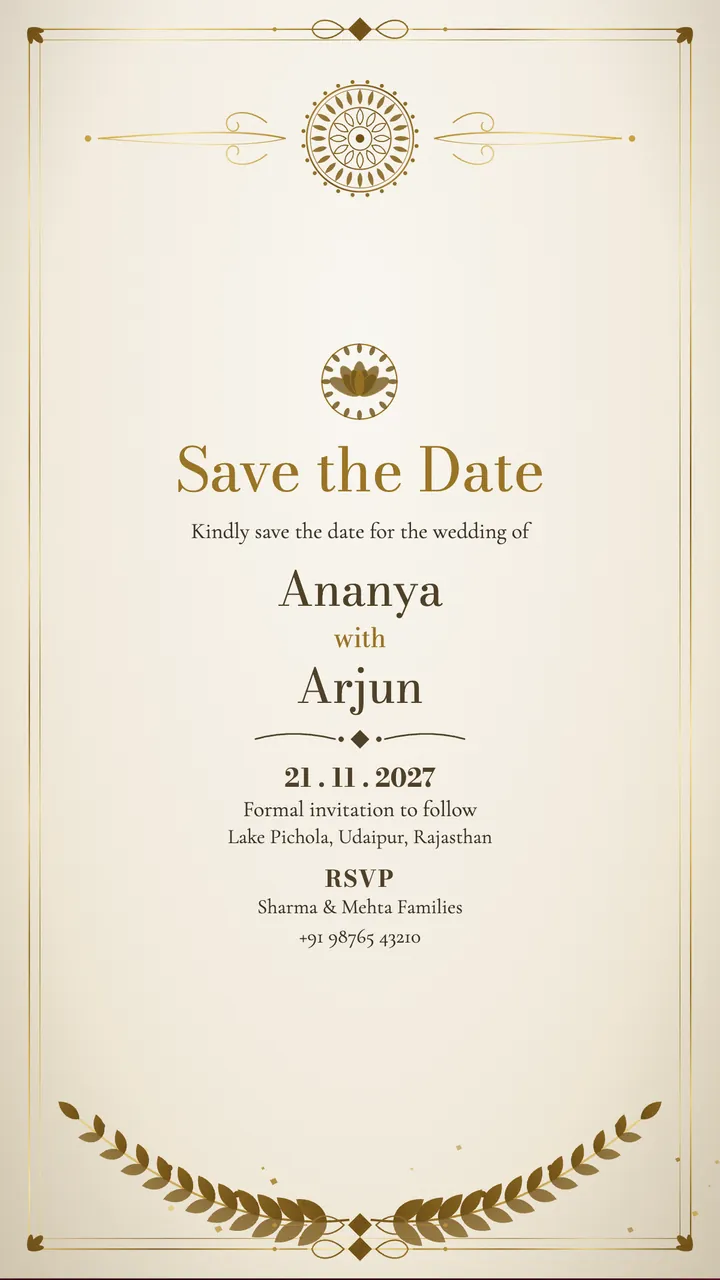 Save the Date
Kindly save the date for the wedding of
Ananya
with
Arjun
21 . 11 . 2027
Formal invitation to follow
Lake Pichola, Udaipur, Rajasthan
RSVP
Sharma & Mehta Families
+91 98765 43210